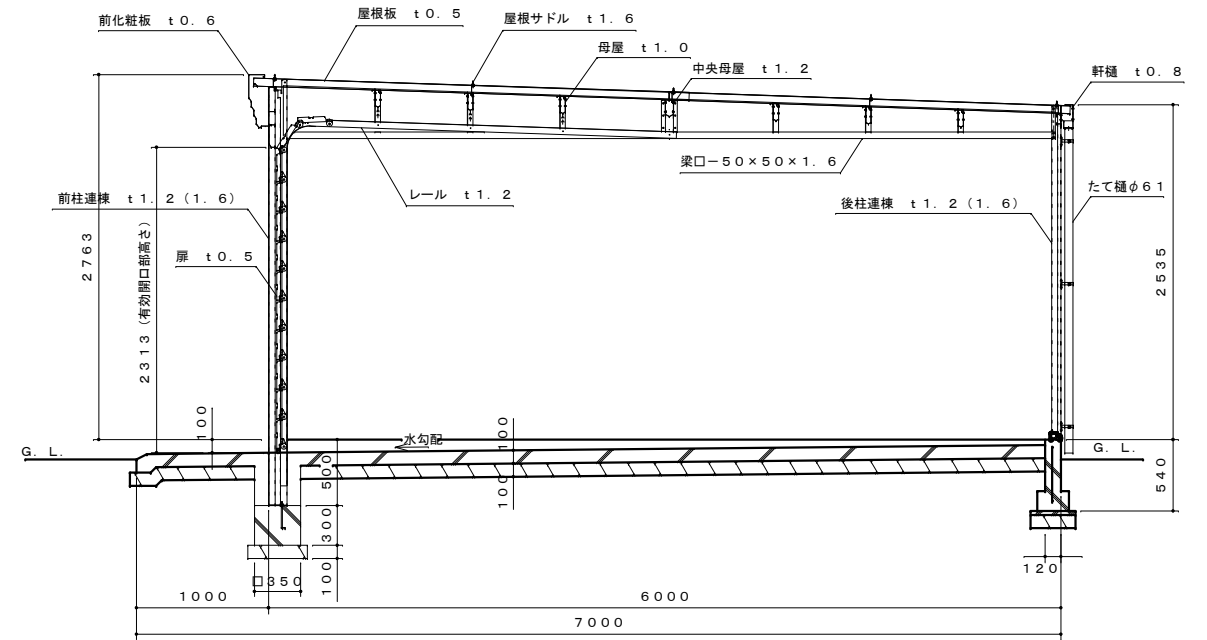 前化粧板　ｔ０．６
屋根板　ｔ０．５
屋根サドル　ｔ１．６
母屋　ｔ１．０
中央母屋　ｔ１．２
軒樋　ｔ０．８
梁口－５０×５０×１．６
レール　ｔ１．２
前柱連棟　ｔ１．２（１．６）
後柱連棟　ｔ１．２（１．６）
たて樋φ６１
扉　ｔ０．５
２７６３
２３１３（有効開口部高さ）
２５３５
１００
水勾配
１００
Ｇ．Ｌ．
Ｇ．Ｌ．
５００
１００
５４０
３００
１００
□３５０
１２０
１０００
６０００
７０００